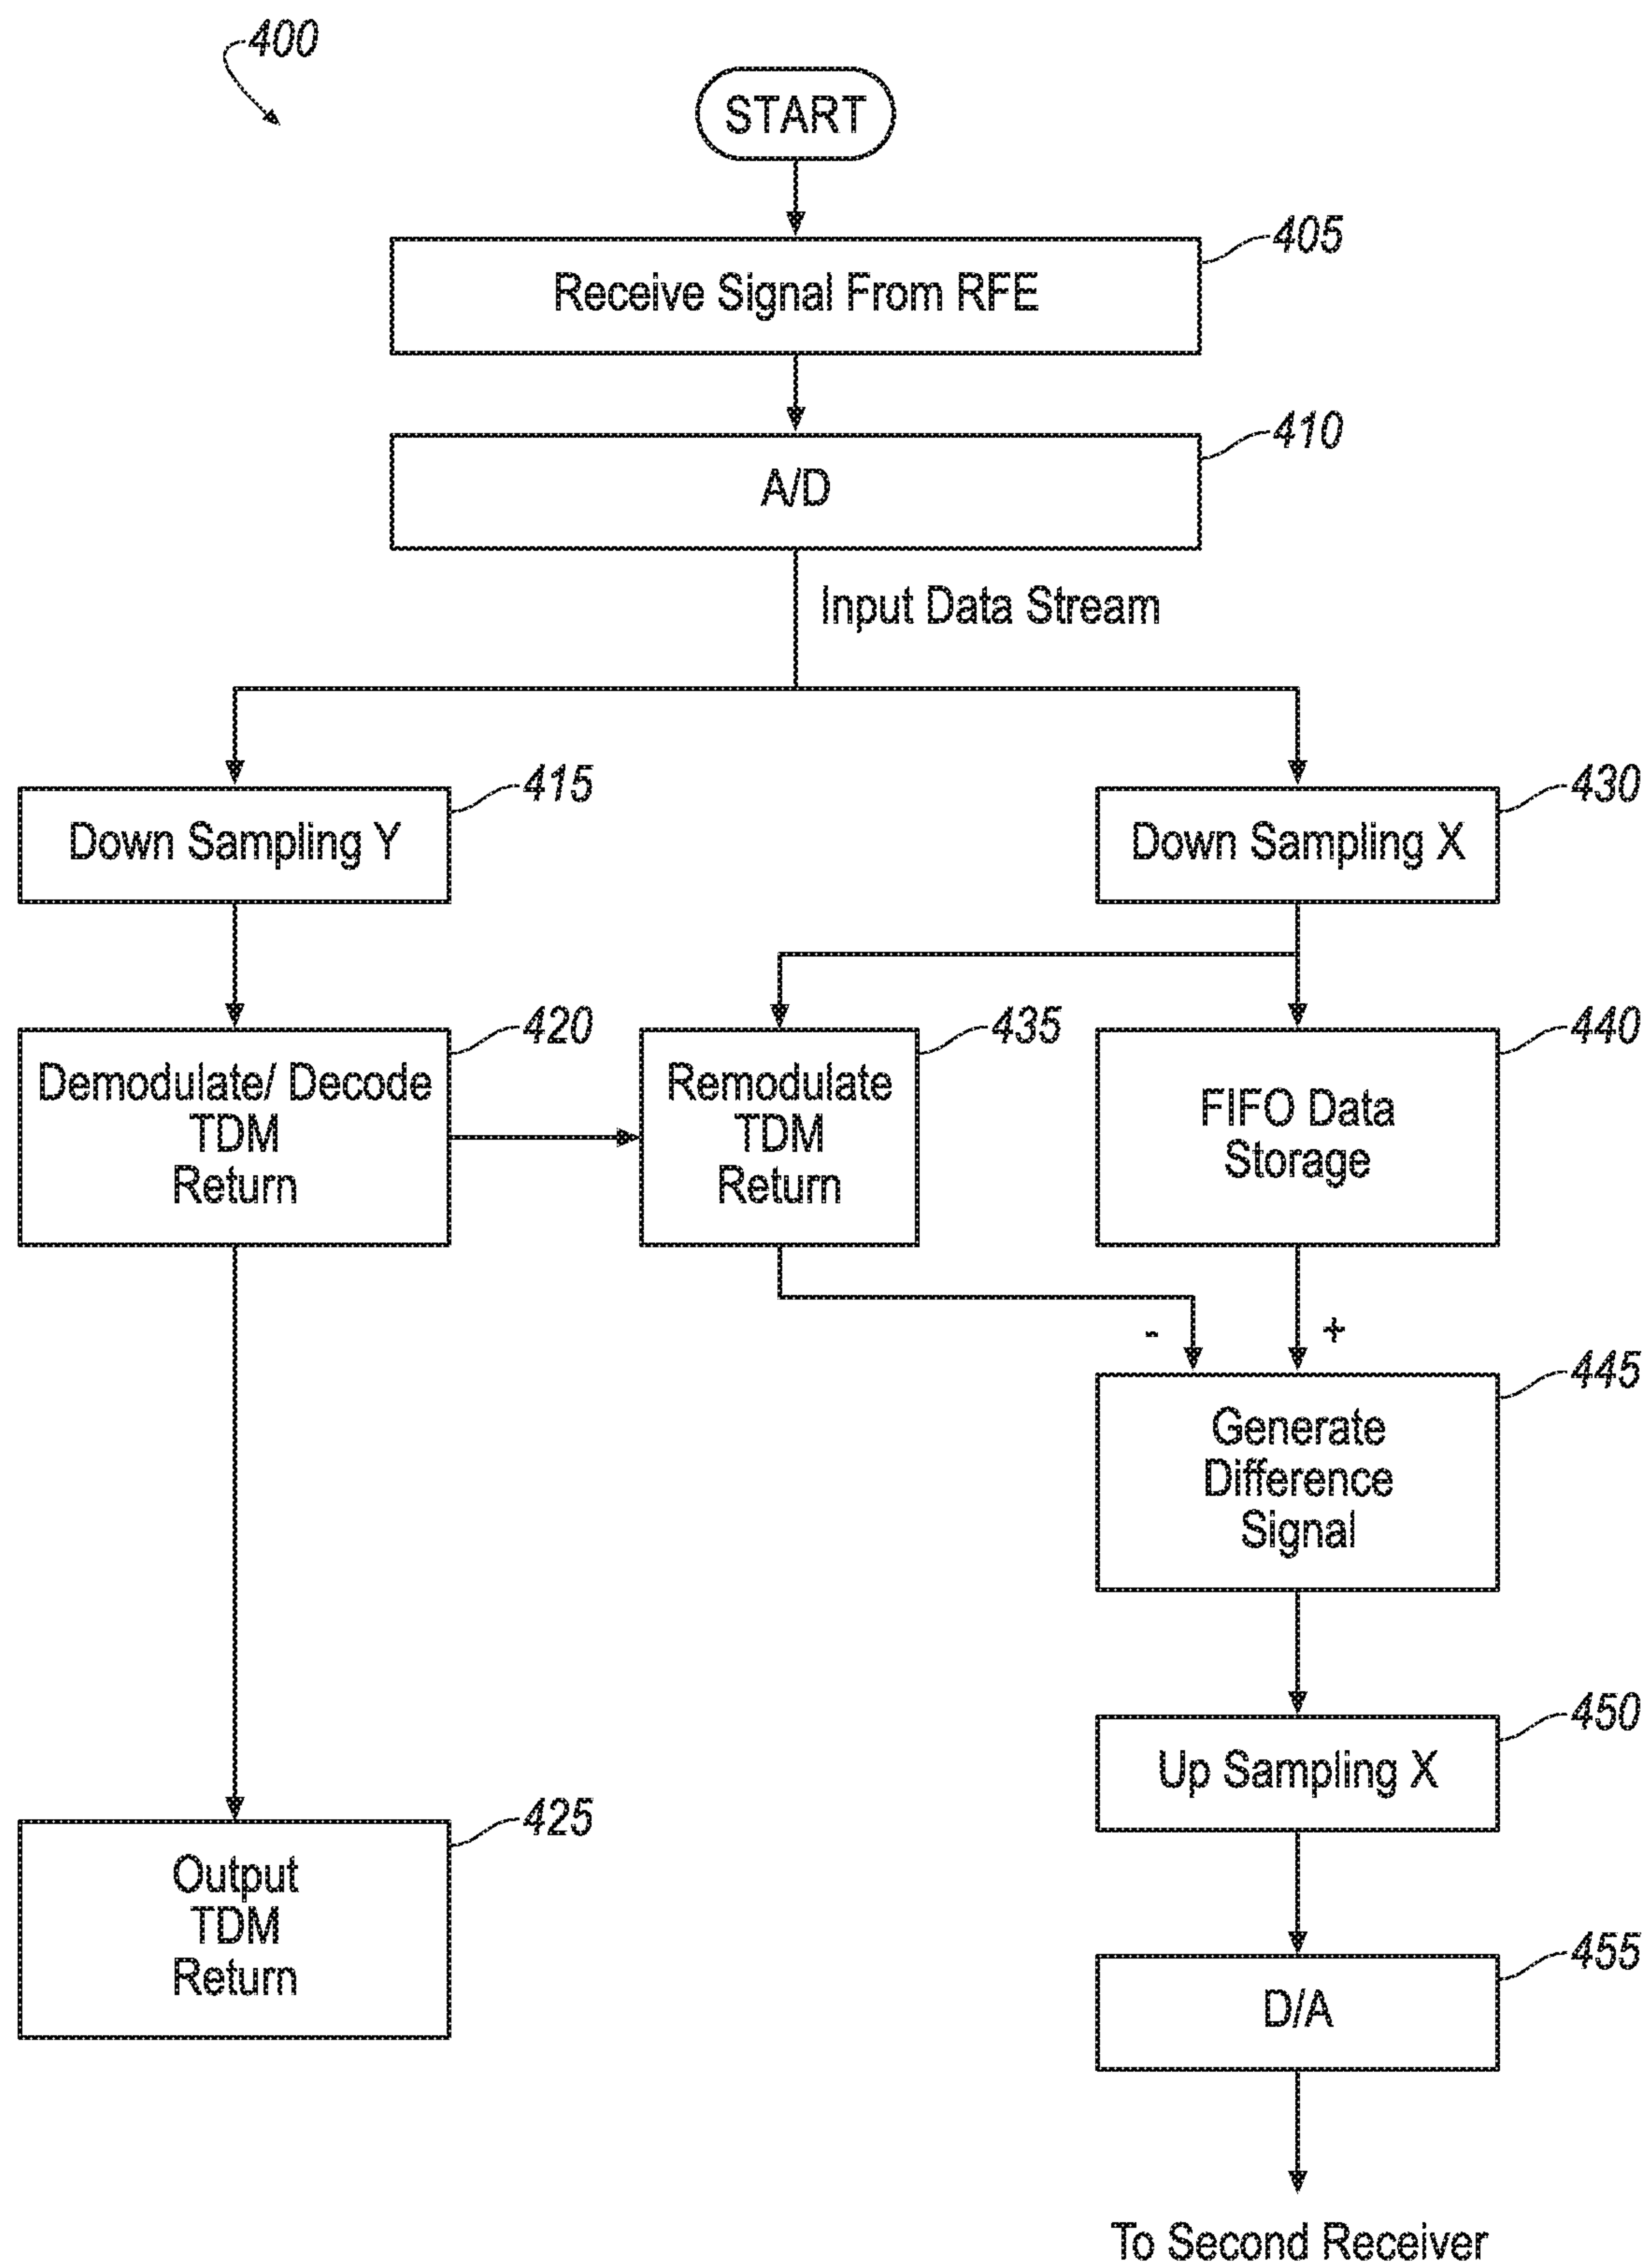 400
START
405
Receive Signal From RFE
410
A/D
Input Data Stream
415
Down Sampling Y
430
Down Sampling X
420
Demodulate/ Decode
TDM
Return
435
Remodulate
TDM
Return
440
FIFO Data
Storage
-
+
445
Generate
Difference
Signal
450
Up Sampling X
425
Output
TDM
Return
455
D/A
To Second Receiver